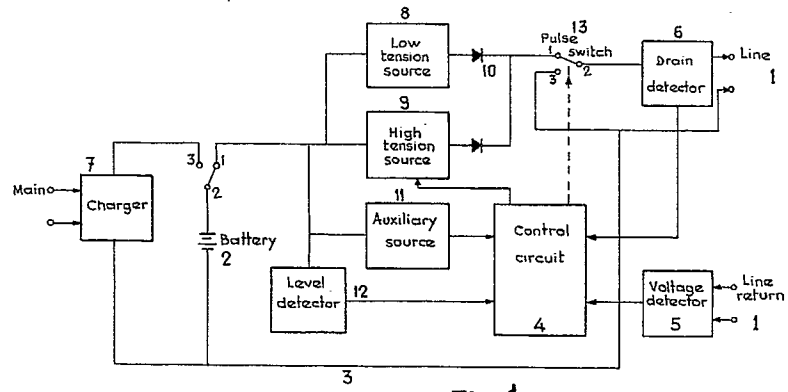 8
Low
tension
source
10
13
Pulse
switch
1
2
3
6
Drain
detector
Line
1
9
High
tension
source
7
Main
Charger
3
1
2
Battery
2
11
Auxiliary
source
Level
detector
12
Control
circuit
4
Voltage
detector
5
Line
return
1
3